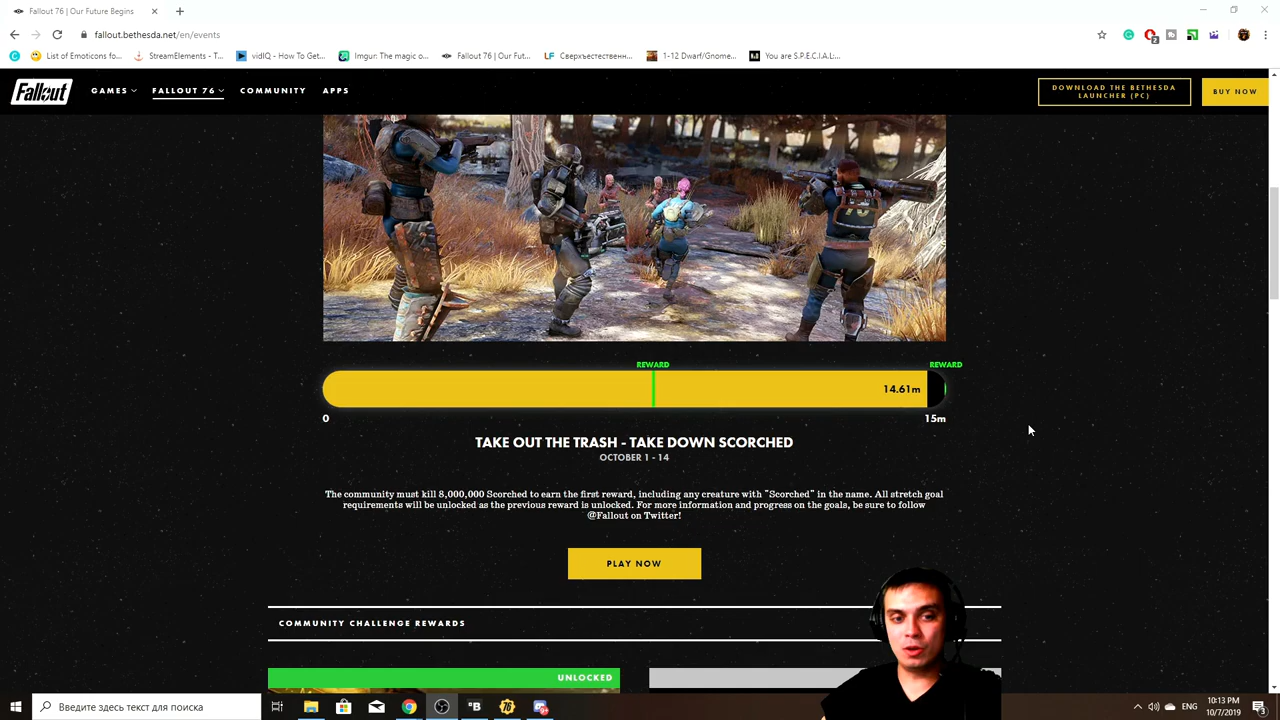 Fallout 76 | Our Future Begins
fallout.bethesda.net/en/events
List of Emoticons fo...
StreamElements - T...
vidIQ - How To Get...
Imgur: The magic o...
Fallout 76 | Our Fut...
Сверхъестественн...
1-12 Dwarf/Gnome...
You are S.P.E.C.I.A.L:...
Fallout
GAMES
FALLOUT 76
COMMUNITY
APPS
DOWNLOAD THE BETHESDA
LAUNCHER (PC)
BUY NOW
REWARD
REWARD
14.61m
0
15m
TAKE OUT THE TRASH - TAKE DOWN SCORCHED
OCTOBER 1 - 14
The community must kill 8,000,000 Scorched to earn the first reward, including any creature with "Scorched" in the name. All stretch goal
requirements will be unlocked as the previous reward is unlocked. For more information and progress on the goals, be sure to follow
@Fallout on Twitter!
PLAY NOW
COMMUNITY CHALLENGE REWARDS
UNLOCKED
Введите здесь текст для поиска
ENG
10:13 PM
10/7/2019